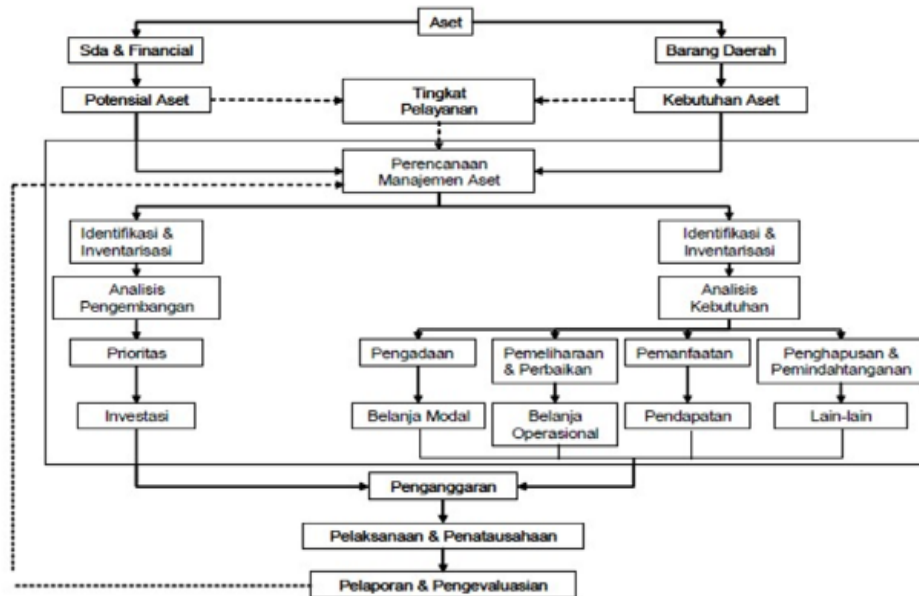 Aset
Sda & Financial
Barang Daerah
Potensial Aset
Tingkat
Pelayanan
Kebutuhan Aset
Perencanaan
Manajemen Aset
Identifikasi &
Inventarisasi
Identifikasi &
Inventarisasi
Analisis
Pengembangan
Analisis
Kebutuhan
Prioritas
Pengadaan
Pemeliharaan
& Perbaikan
Pemanfaatan
Penghapusan &
Pemindahtanganan
Investasi
Belanja Modal
Belanja
Operasional
Pendapatan
Lain-lain
Penganggaran
Pelaksanaan & Penatausahaan
Pelaporan & Pengevaluasian